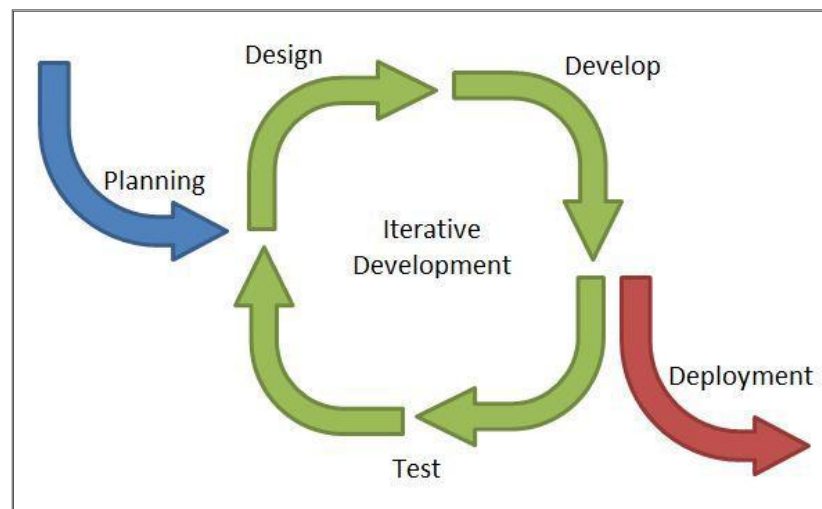 Design
Develop
Planning
Iterative
Development
Deployment
Test